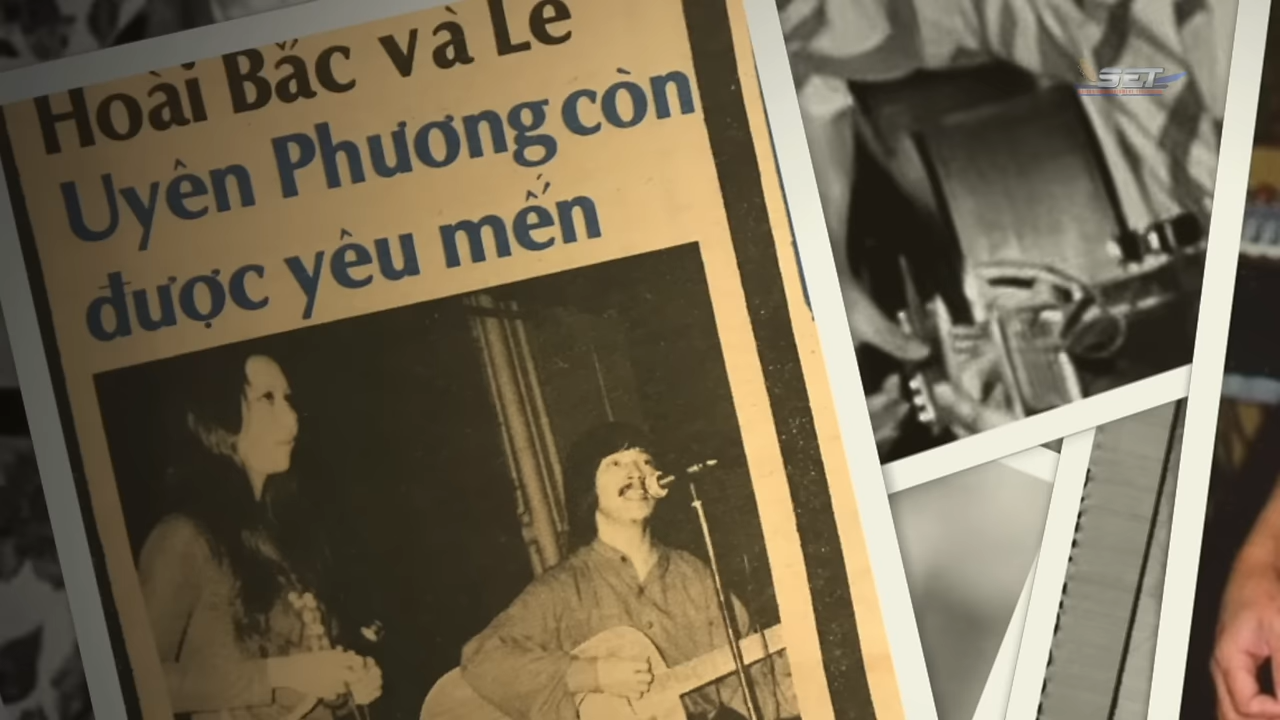 Hoài Bắc và Lê
Uyên Phương còn
được yêu mến
SET